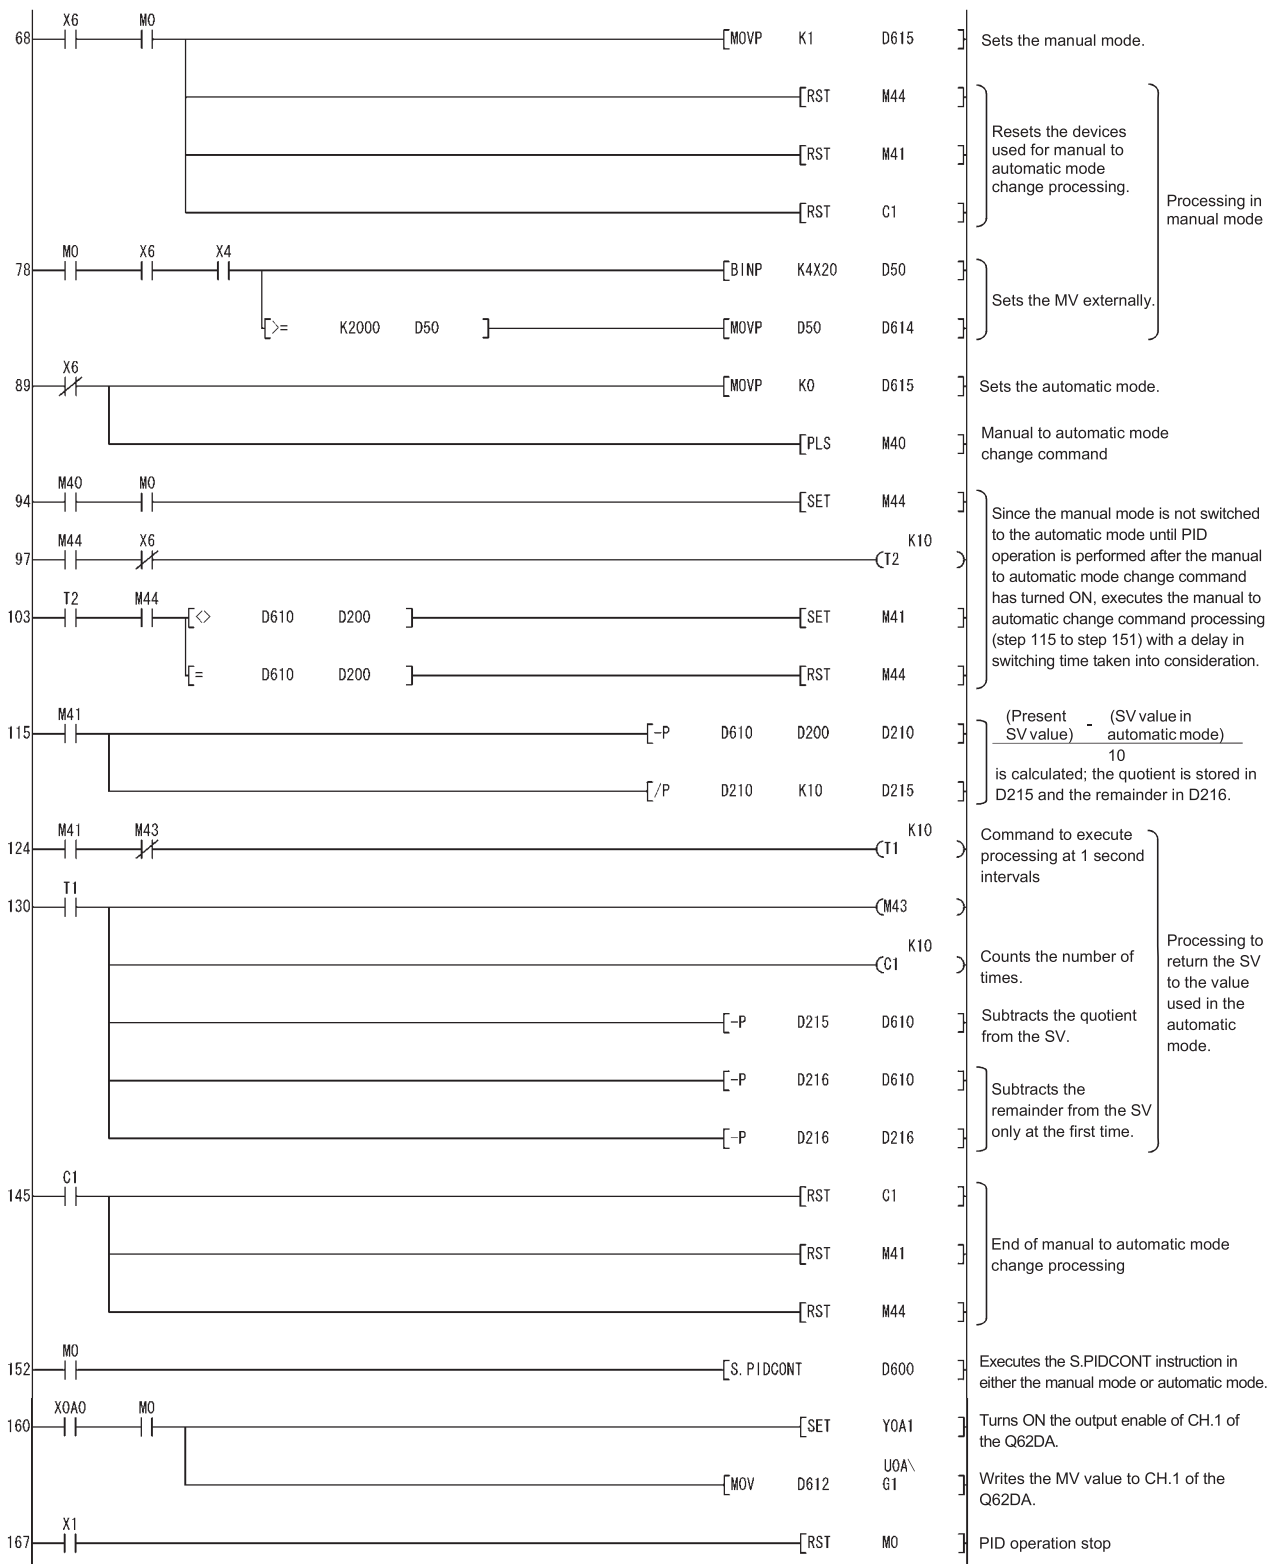 X6 M0
68 MOVP K1 D615 Sets the manual mode.
RST M44
RST M41
RST C1
Resets the devices
used for manual to
automatic mode
change processing.
Processing in
manual mode
M0 X6 X4
78 BINP K4X20 D50
>= K2000 D50 MOVP D50 D614
Sets the MV externally.
X6
89 MOVP K0 D615 Sets the automatic mode.
PLS M40
Manual to automatic mode
change command
M40 M0
94 SET M44
M44 X6 K10
97 T2
T2 M44
103 <> D610 D200 SET M41
= D610 D200 RST M44
Since the manual mode is not switched
to the automatic mode until PID
operation is performed after the manual
to automatic mode change command
has turned ON, executes the manual to
automatic change command processing
(step 115 to step 151) with a delay in
switching time taken into consideration.
M41
115 -P D610 D200 D210
/P D210 K10 D215
(Present SV value) - (SV value in automatic mode)
10
is calculated; the quotient is stored in
D215 and the remainder in D216.
M41 M43 K10
124 T1
Command to execute
processing at 1 second
intervals
T1
130 M43
K10
C1
Counts the number of
times.
-P D215 D610
Subtracts the quotient
from the SV.
-P D216 D610
-P D216 D216
Subtracts the
remainder from the SV
only at the first time.
Processing to
return the SV
to the value
used in the
automatic
mode.
C1
145 RST C1
RST M41
RST M44
End of manual to automatic mode
change processing
M0
152 S.PIDCONT D600
Executes the S.PIDCONT instruction in
either the manual mode or automatic mode.
X0A0 M0
160 SET Y0A1
Turns ON the output enable of CH.1 of
the Q62DA.
U0A\
MOV D612 G1
Writes the MV value to CH.1 of the
Q62DA.
X1
167 RST M0 PID operation stop